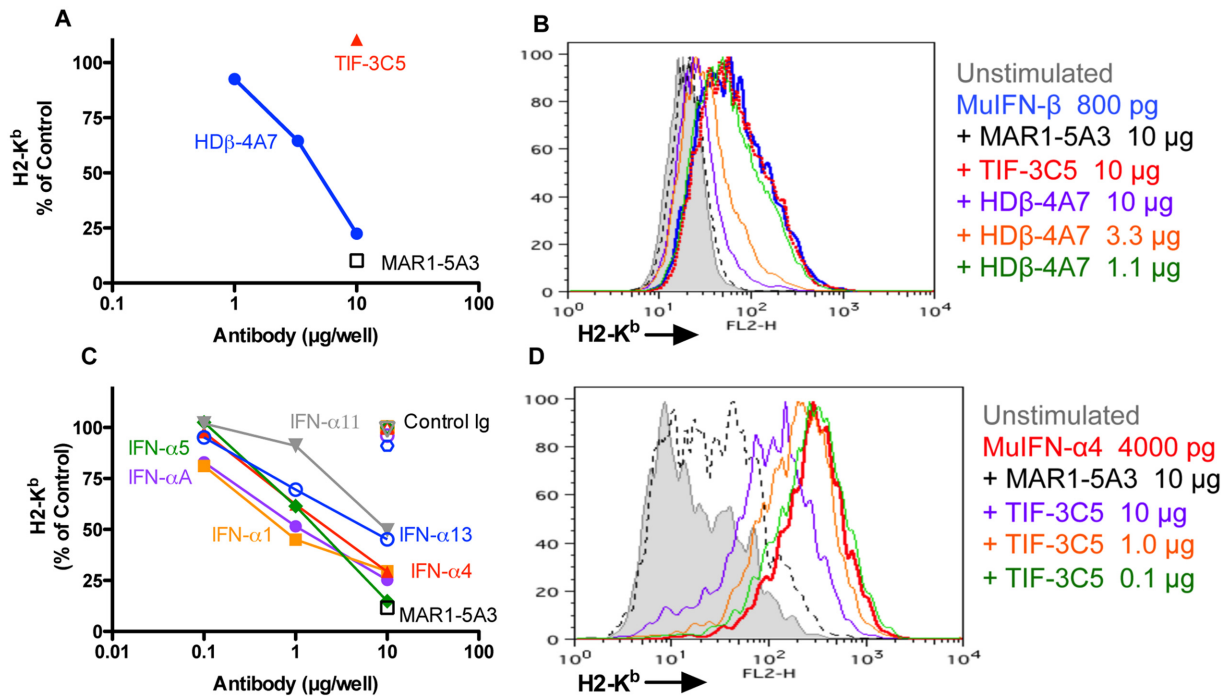 A
H2-Kᵇ
% of Control
100
75
50
25
0
0.1
1
10
100
Antibody (µg/well)
TIF-3C5
HDβ-4A7
MAR1-5A3
B
100
80
60
40
20
0
10⁰
10¹
10²
10³
10⁴
FL2-H
H2-Kᵇ
Unstimulated
MuIFN-β 800 pg
+ MAR1-5A3 10 µg
+ TIF-3C5 10 µg
+ HDβ-4A7 10 µg
+ HDβ-4A7 3.3 µg
+ HDβ-4A7 1.1 µg
C
H2-Kᵇ
(% of Control)
100
75
50
25
0
0.01
0.1
1
10
100
Antibody (µg/well)
IFN-α11
Control Ig
IFN-α5
IFN-αA
IFN-α1
IFN-α13
IFN-α4
MAR1-5A3
D
100
80
60
40
20
0
10⁰
10¹
10²
10³
10⁴
FL2-H
H2-Kᵇ
Unstimulated
MuIFN-α4 4000 pg
+ MAR1-5A3 10 µg
+ TIF-3C5 10 µg
+ TIF-3C5 1.0 µg
+ TIF-3C5 0.1 µg